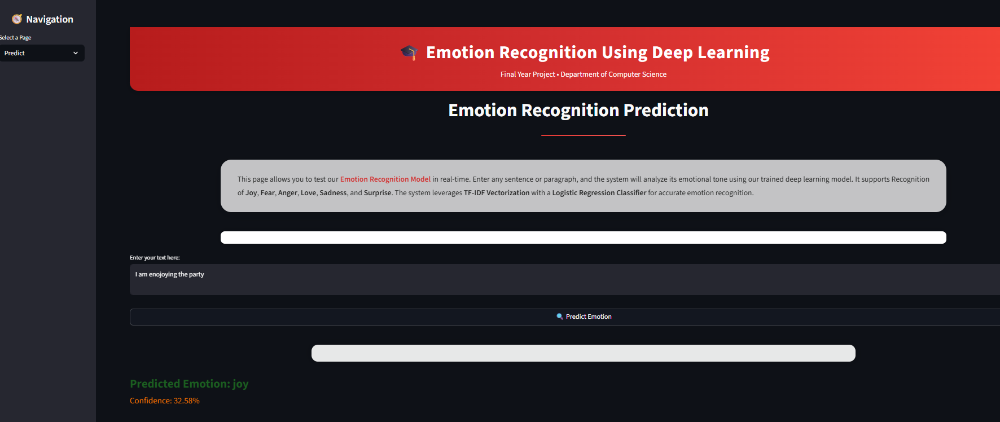 Navigation
Select a Page
Predict
Emotion Recognition Using Deep Learning
Final Year Project • Department of Computer Science
Emotion Recognition Prediction
This page allows you to test our Emotion Recognition Model in real-time. Enter any sentence or paragraph, and the system will analyze its emotional tone using our trained deep learning model. It supports Recognition
of Joy, Fear, Anger, Love, Sadness, and Surprise. The system leverages TF-IDF Vectorization with a Logistic Regression Classifier for accurate emotion recognition.
Enter your text here:
I am enojoying the party
Predict Emotion
Predicted Emotion: joy
Confidence: 32.58%